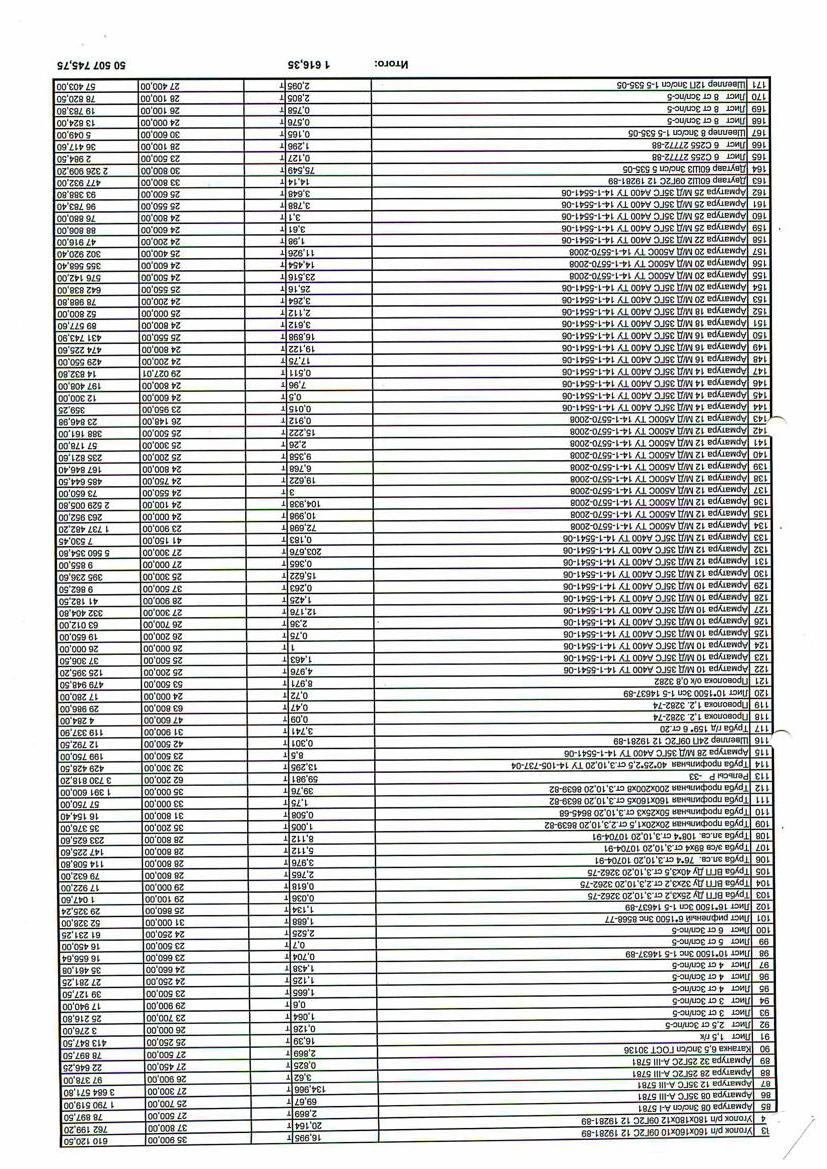 13 Уголок р/п 160х160х10 09Г2С 12 19281-89 16,995 т 35 900,00 610 120,50
4 Уголок р/п 180х180х12 09Г2С 12 19281-89 20,164 т 37 800,00 762 199,20
85 Арматура 08 3пс/сп А-I 5781 2,869 т 27 500,00 78 897,50
86 Арматура 08 35ГС А-III 5781 69,67 т 25 700,00 1 790 519,00
87 Арматура 12 35ГС А-III 5781 134,966 т 27 300,00 3 684 571,80
88 Арматура 28 25Г2С А-III 5781 3,62 т 26 900,00 97 378,00
89 Арматура 32 25Г2С А-III 5781 0,825 т 27 450,00 22 646,25
90 Катанка 6,5 3пс/сп ГОСТ 30136 2,869 т 27 500,00 78 897,50
91 Лист 1,5 г/к 16,39 т 25 250,00 413 847,50
92 Лист 2,5 ст 3сп/пс-5 0,126 т 26 000,00 3 276,00
93 Лист 3 ст 3сп/пс-5 1,064 т 23 700,00 25 216,80
94 Лист 3 ст 3сп/пс-5 0,6 т 29 900,00 17 940,00
95 Лист 4 ст 3сп/пс-5 1,665 т 23 500,00 39 127,50
96 Лист 4 ст 3сп/пс-5 1,125 т 24 250,00 27 281,25
97 Лист 4 ст 3сп/пс-5 1,438 т 24 660,00 35 461,08
98 Лист 10*1500 3пс 1-5 14637-89 0,704 т 23 660,00 16 656,64
99 Лист 5 ст 3сп/пс-5 0,7 т 23 500,00 16 450,00
100 Лист 6 ст 3сп/пс-5 2,525 т 24 250,00 61 231,25
101 Лист рифленый 6*1500 3пс 8568-77 1,688 т 31 000,00 52 328,00
102 Лист 16*1500 3сп 1-5 14637-89 1,134 т 25 860,00 29 325,24
103 Труба ВГП Ду 25х3,2 ст.2,3,10,20 3262-75 0,036 т 29 100,00 1 047,60
104 Труба ВГП Ду 32х3,2 ст.2,3,10,20 3262-75 0,618 т 29 000,00 17 922,00
105 Труба ВГП Ду 40х3,5 ст.2,3,10,20 3262-75 2,765 т 28 800,00 79 632,00
106 Труба эл.св. 76*4 ст.3,10,20 10704-91 3,976 т 28 800,00 114 508,80
107 Труба э/св 89х4 ст.3,10,20 10704-91 5,112 т 28 800,00 147 225,60
108 Труба эл.св. 108*4 ст.3,10,20 10704-91 8,112 т 28 800,00 233 625,60
109 Труба профильная 20х20х1,5 ст.2,3,10,20 8639-82 1,005 т 35 200,00 35 376,00
110 Труба профильная 50х25х3 ст.3,10,20 8645-68 0,508 т 31 800,00 16 154,40
111 Труба профильная 160х160х5 ст.3,10,20 8639-82 1,75 т 33 000,00 57 750,00
112 Труба профильная 200х200х8 ст.3,10,20 8639-82 39,76 т 35 000,00 1 391 600,00
113 Рельсы Р -33 59,981 т 62 200,00 3 730 818,20
114 Труба профильная 40*25*2,5 ст.3,10,20 ТУ 14-105-737-04 13,295 т 32 300,00 429 428,50
115 Арматура 28 М/Д 35ГС А400 ТУ 14-1-5541-06 8,5 т 23 500,00 199 750,00
116 Швеллер 24П 09Г2С 12 19281-89 0,301 т 42 500,00 12 792,50
117 Труба г/д 159* 6 ст.20 3,741 т 31 900,00 119 337,90
118 Проволока 1,2. 3282-74 0,09 т 47 600,00 4 284,00
119 Проволока 1,2. 3282-74 0,47 т 63 800,00 29 986,00
120 Лист 10*1500 3сп 1-5 14637-89 0,72 т 24 000,00 17 280,00
121 Проволока о/к 0,8 3282 8,971 т 53 500,00 479 948,50
122 Арматура 10 М/Д 35ГС А400 ТУ 14-1-5541-06 4,976 т 25 200,00 125 395,20
123 Арматура 10 М/Д 35ГС А400 ТУ 14-1-5541-06 1,463 т 25 500,00 37 306,50
124 Арматура 10 М/Д 35ГС А400 ТУ 14-1-5541-06 1 т 26 000,00 26 000,00
125 Арматура 10 М/Д 35ГС А400 ТУ 14-1-5541-06 0,75 т 26 200,00 19 650,00
126 Арматура 10 М/Д 35ГС А400 ТУ 14-1-5541-06 2,36 т 26 700,00 63 012,00
127 Арматура 10 М/Д 35ГС А400 ТУ 14-1-5541-06 12,176 т 27 300,00 332 404,80
128 Арматура 10 М/Д 35ГС А400 ТУ 14-1-5541-06 1,425 т 28 900,00 41 182,50
129 Арматура 10 М/Д 35ГС А400 ТУ 14-1-5541-06 0,263 т 37 500,00 9 862,50
130 Арматура 12 М/Д 35ГС А400 ТУ 14-1-5541-06 15,622 т 25 300,00 395 236,60
131 Арматура 12 М/Д 35ГС А400 ТУ 14-1-5541-06 0,365 т 27 000,00 9 855,00
132 Арматура 12 М/Д 35ГС А400 ТУ 14-1-5541-06 203,676 т 27 300,00 5 560 354,80
133 Арматура 12 М/Д 35ГС А400 ТУ 14-1-5541-06 0,183 т 41 150,00 7 530,45
134 Арматура 12 М/Д А500С ТУ 14-1-5570-2008 72,698 т 23 900,00 1 737 482,20
135 Арматура 12 М/Д А500С ТУ 14-1-5570-2008 10,998 т 24 000,00 263 952,00
136 Арматура 12 М/Д А500С ТУ 14-1-5570-2008 104,938 т 24 100,00 2 529 005,80
137 Арматура 12 М/Д А500С ТУ 14-1-5570-2008 3 т 24 550,00 73 650,00
138 Арматура 12 М/Д А500С ТУ 14-1-5570-2008 19,622 т 24 750,00 485 644,50
139 Арматура 12 М/Д А500С ТУ 14-1-5570-2008 6,768 т 24 800,00 167 846,40
140 Арматура 12 М/Д А500С ТУ 14-1-5570-2008 9,358 т 25 200,00 235 821,60
141 Арматура 12 М/Д А500С ТУ 14-1-5570-2008 2,26 т 25 300,00 57 178,00
142 Арматура 12 М/Д А500С ТУ 14-1-5570-2008 15,222 т 25 500,00 388 161,00
143 Арматура 12 М/Д А500С ТУ 14-1-5570-2008 0,912 т 26 148,00 23 846,98
144 Арматура 14 М/Д 35ГС А400 ТУ 14-1-5541-06 0,015 т 23 950,00 359,25
145 Арматура 14 М/Д 35ГС А400 ТУ 14-1-5541-06 0,5 т 24 600,00 12 300,00
146 Арматура 14 М/Д 35ГС А400 ТУ 14-1-5541-06 7,96 т 24 800,00 197 408,00
147 Арматура 14 М/Д 35ГС А400 ТУ 14-1-5541-06 0,511 т 29 027,01 14 832,80
148 Арматура 16 М/Д 35ГС А400 ТУ 14-1-5541-06 17,75 т 24 200,00 429 550,00
149 Арматура 16 М/Д 35ГС А400 ТУ 14-1-5541-06 19,122 т 24 800,00 474 225,60
150 Арматура 16 М/Д 35ГС А400 ТУ 14-1-5541-06 16,898 т 25 550,00 431 743,90
151 Арматура 18 М/Д 35ГС А400 ТУ 14-1-5541-06 3,612 т 24 800,00 89 577,60
152 Арматура 18 М/Д 35ГС А400 ТУ 14-1-5541-06 2,112 т 25 000,00 52 800,00
153 Арматура 20 М/Д 35ГС А400 ТУ 14-1-5541-06 3,264 т 24 200,00 78 988,80
154 Арматура 20 М/Д 35ГС А400 ТУ 14-1-5541-06 25,16 т 25 550,00 642 838,00
155 Арматура 20 М/Д А500С ТУ 14-1-5570-2008 23,516 т 24 500,00 576 142,00
156 Арматура 20 М/Д А500С ТУ 14-1-5570-2008 14,454 т 24 600,00 355 568,40
157 Арматура 20 М/Д А500С ТУ 14-1-5570-2008 11,926 т 25 400,00 302 920,40
158 Арматура 22 М/Д 35ГС А400 ТУ 14-1-5541-06 1,98 т 24 200,00 47 916,00
159 Арматура 25 М/Д 35ГС А400 ТУ 14-1-5541-06 3,61 т 24 600,00 88 806,00
160 Арматура 25 М/Д 35ГС А400 ТУ 14-1-5541-06 3,1 т 24 800,00 76 880,00
161 Арматура 25 М/Д 35ГС А400 ТУ 14-1-5541-06 3,788 т 25 550,00 96 783,40
162 Арматура 25 М/Д 35ГС А400 ТУ 14-1-5541-06 3,648 т 25 600,00 93 388,80
163 Двутавр 60Ш2 09Г2С 12 19281-89 14,14 т 33 800,00 477 932,00
164 Двутавр 60Ш3 3пс/сп 5 535-05 75,549 т 30 800,00 2 326 909,20
165 Лист 6 С255 27772-88 0,127 т 23 500,00 2 984,50
166 Лист 6 С255 27772-88 1,296 т 28 100,00 36 417,60
167 Швеллер 8 3пс/сп 1-5 535-05 0,165 т 30 600,00 5 049,00
168 Лист 8 ст 3сп/пс-5 0,576 т 24 000,00 13 824,00
169 Лист 8 ст 3сп/пс-5 0,758 т 26 100,00 19 783,80
170 Лист 8 ст 3сп/пс-5 2,805 т 28 100,00 78 820,50
171 Швеллер 12П 3пс/сп 1-5 535-05 2,095 т 27 400,00 57 403,00
Итого: 1 616,35 50 507 745,75